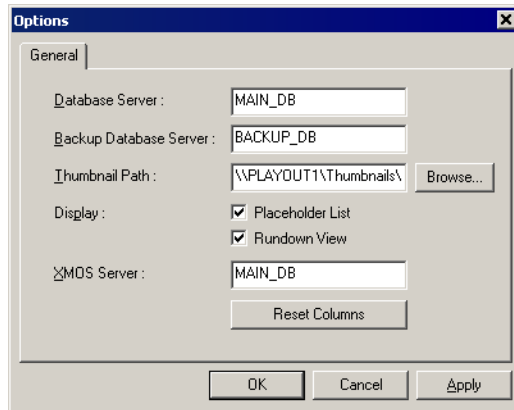 Options
General
Database Server : MAIN_DB
Backup Database Server : BACKUP_DB
Thumbnail Path : \\PLAYOUT1\Thumbnails\ Browse...
Display : Placeholder List
Rundown View
XMOS Server : MAIN_DB
Reset Columns
OK Cancel Apply